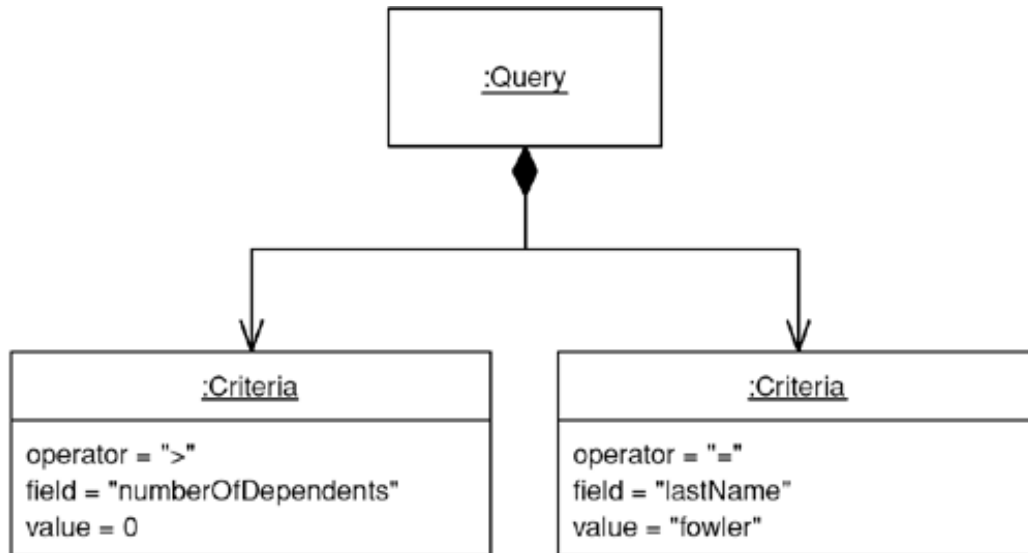 :Query
:Criteria
operator = ">"
field = "numberOfDependents"
value = 0
:Criteria
operator = "="
field = "lastName"
value = "fowler"